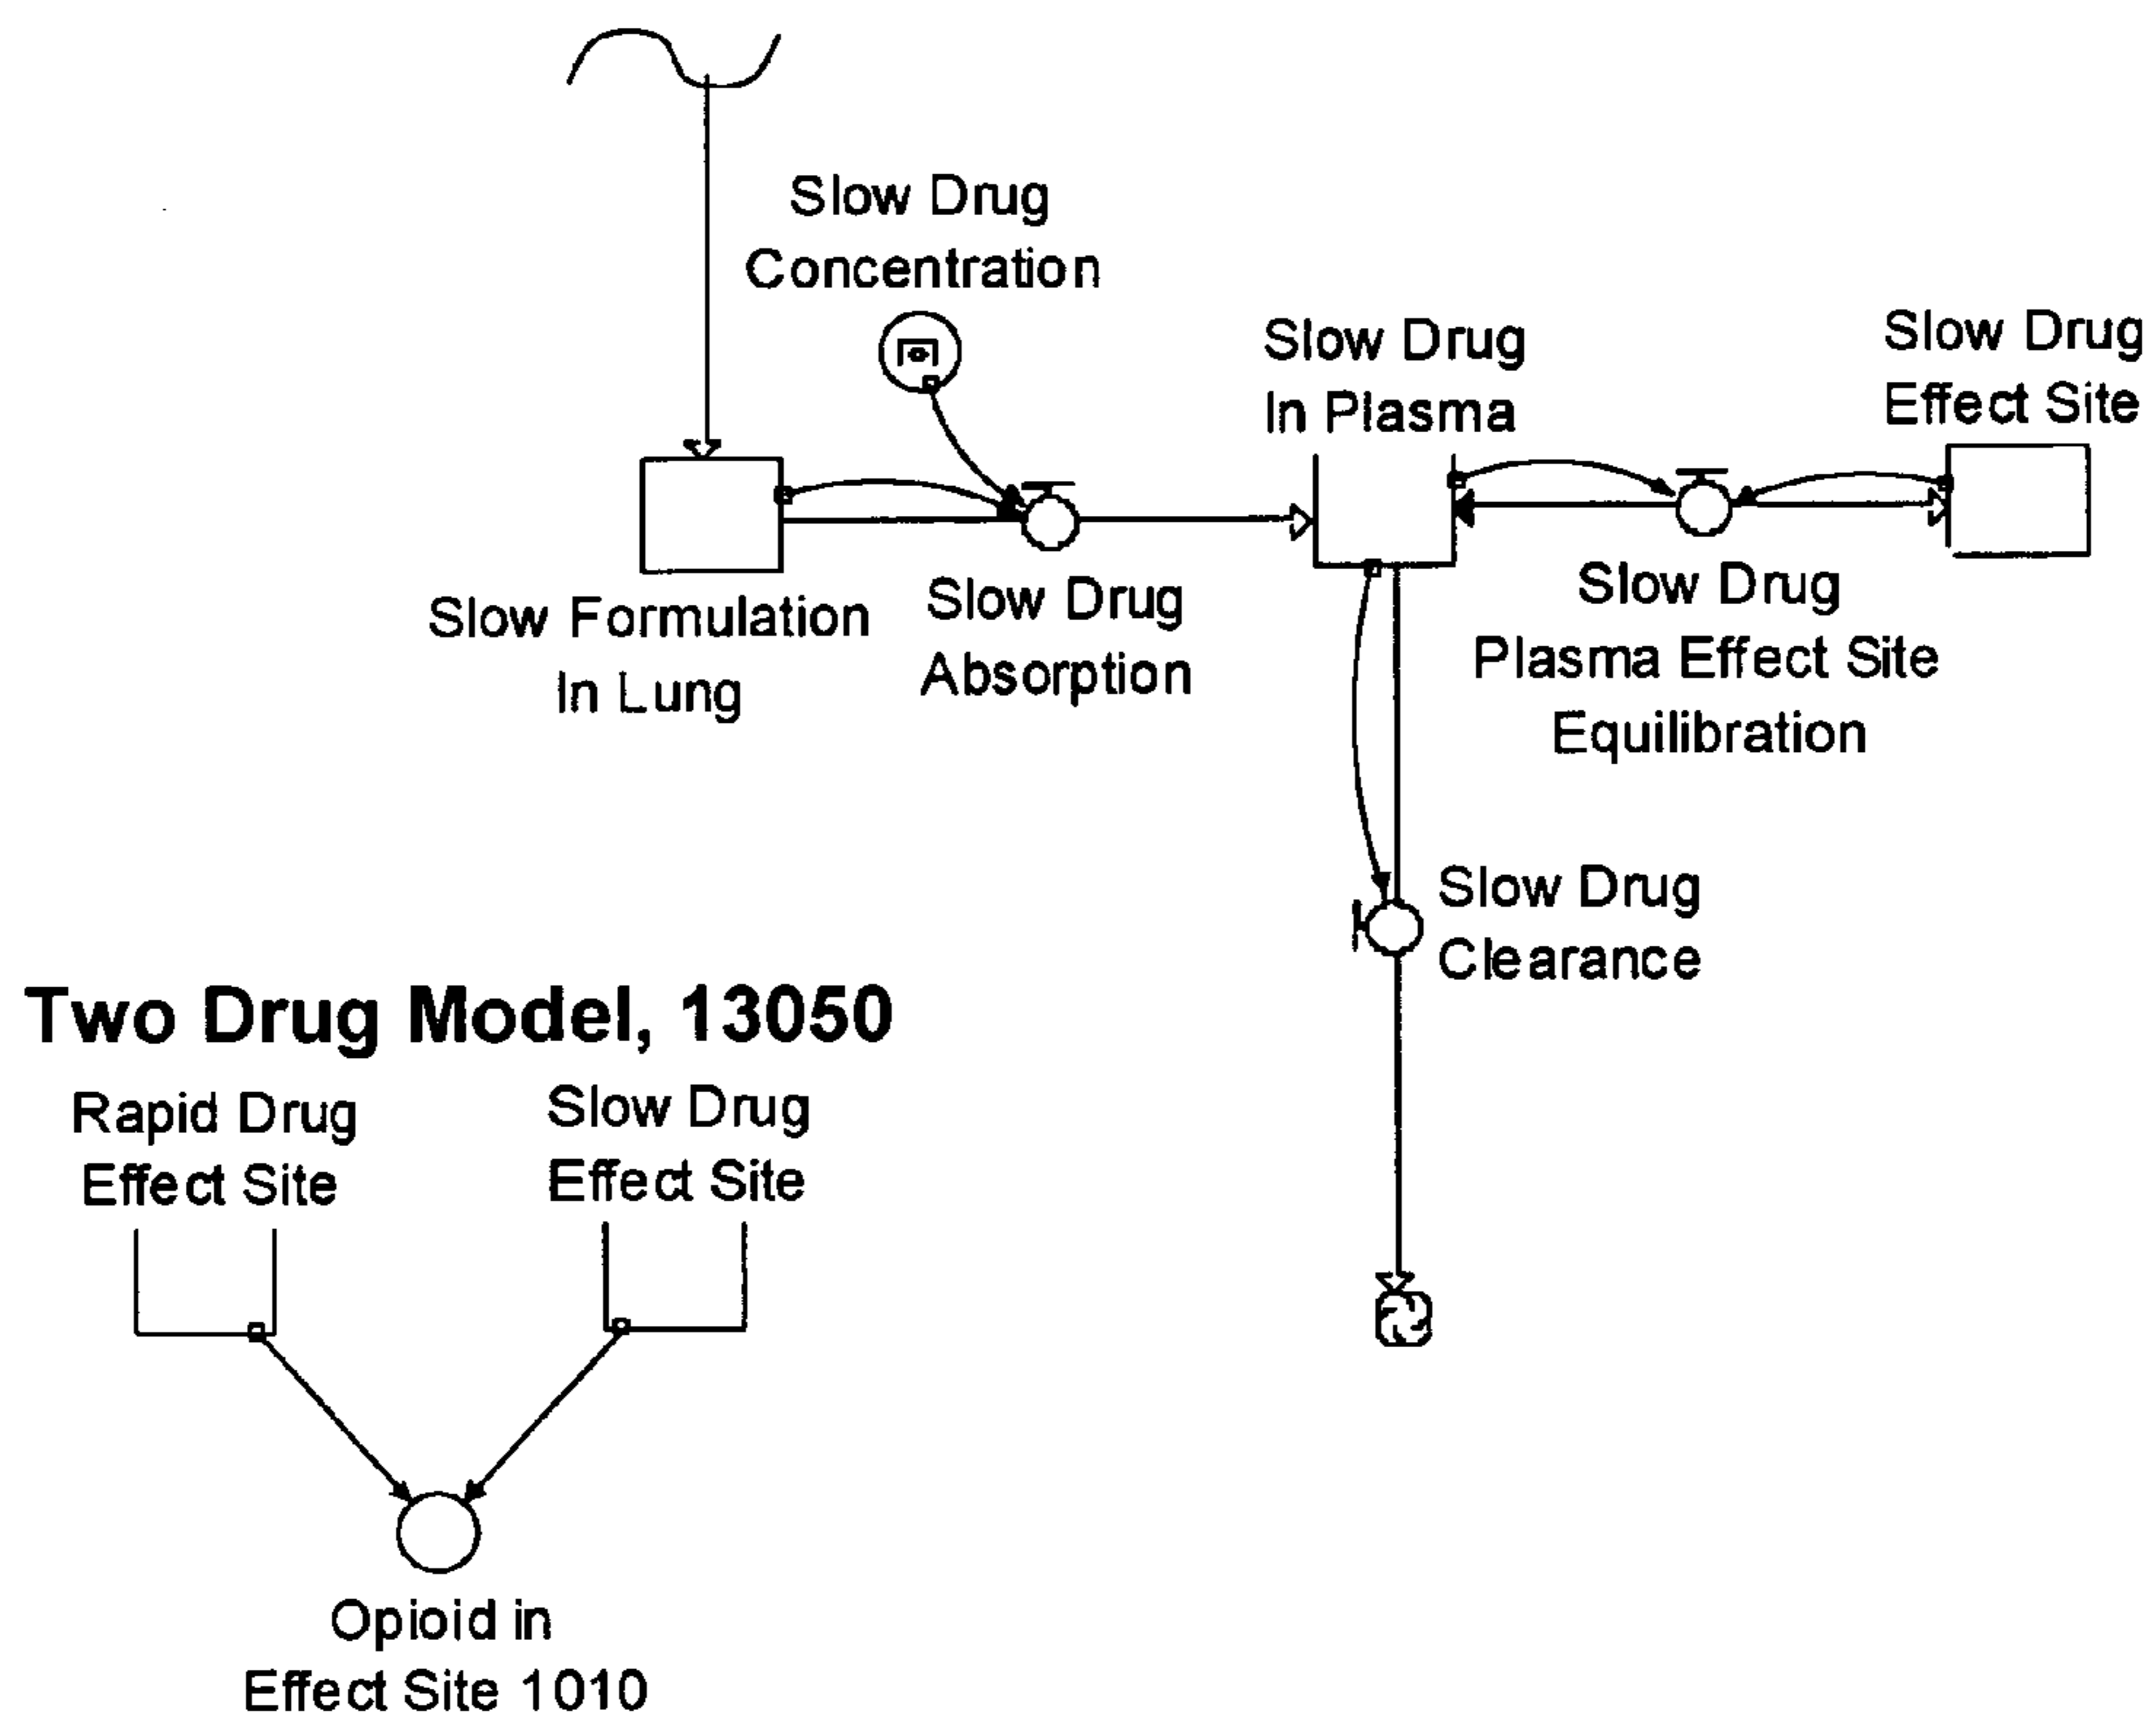 Slow Drug
Concentration
Slow Drug
In Plasma
Slow Drug
Effect Site
Slow Formulation
In Lung
Slow Drug
Absorption
Slow Drug
Plasma Effect Site
Equilibration
Slow Drug
Clearance
Two Drug Model, 13050
Rapid Drug
Effect Site
Slow Drug
Effect Site
Opioid in
Effect Site 1010